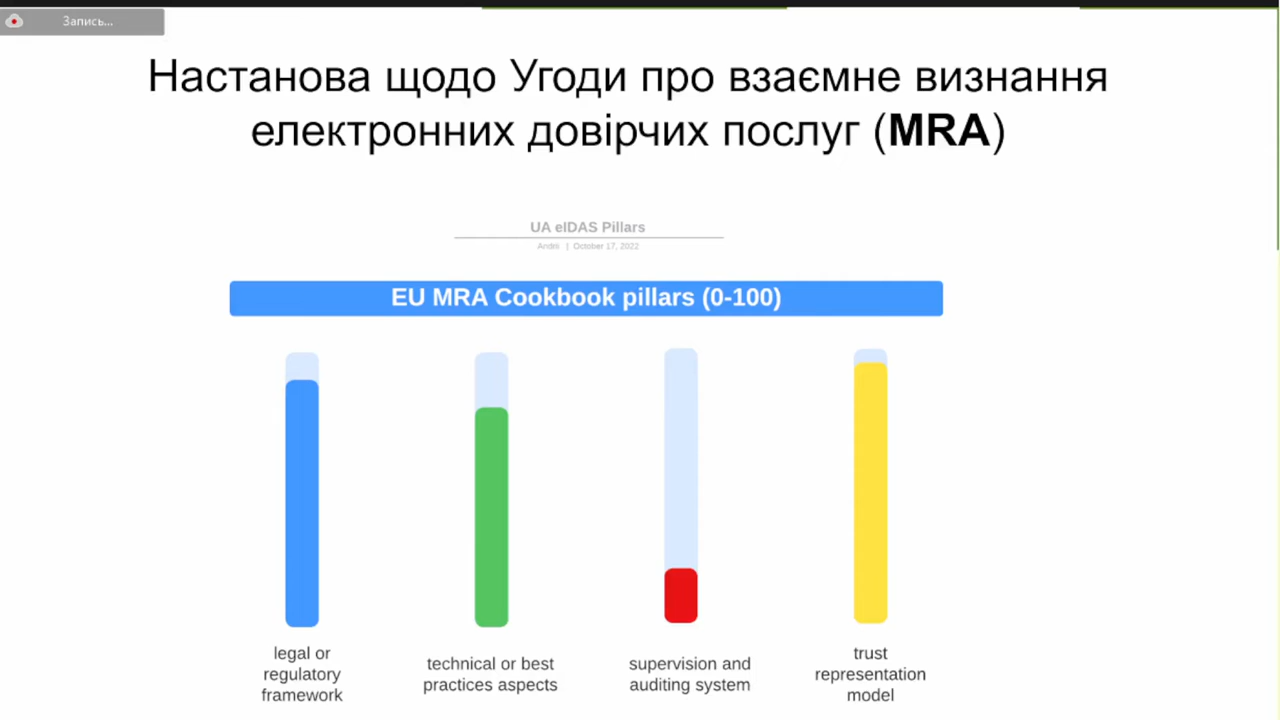 Запись...
Настанова щодо Угоди про взаємне визнання
електронних довірчих послуг (MRA)
UA eIDAS Pillars
Andrii | October 17, 2022
EU MRA Cookbook pillars (0-100)
legal or
regulatory
framework
technical or best
practices aspects
supervision and
auditing system
trust
representation
model